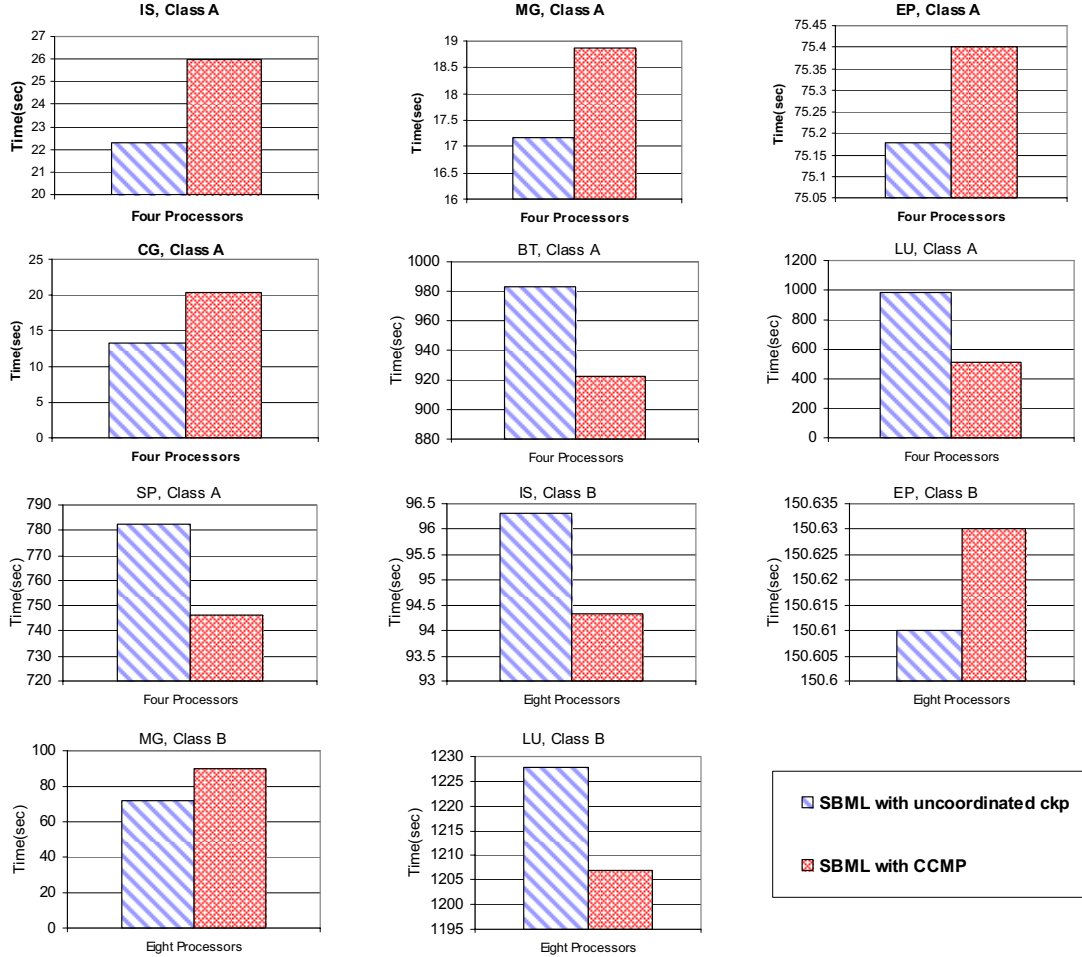 IS, Class A
Time(sec)
27
26
25
24
23
22
21
20
Four Processors
MG, Class A
Time(sec)
19
18.5
18
17.5
17
16.5
16
Four Processors
EP, Class A
Time(sec)
75.45
75.4
75.35
75.3
75.25
75.2
75.15
75.1
75.05
Four Processors
CG, Class A
Time(sec)
25
20
15
10
5
0
Four Processors
BT, Class A
Time(sec)
1000
980
960
940
920
900
880
Four Processors
LU, Class A
Time(sec)
1200
1000
800
600
400
200
0
Four Processors
SP, Class A
Time(sec)
790
780
770
760
750
740
730
720
Four Processors
IS, Class B
Time(sec)
96.5
96
95.5
95
94.5
94
93.5
93
Eight Processors
EP, Class B
Time(sec)
150.635
150.63
150.625
150.62
150.615
150.61
150.605
150.6
Eight Processors
MG, Class B
Time(sec)
100
80
60
40
20
0
Eight Processors
LU, Class B
Time(sec)
1230
1225
1220
1215
1210
1205
1200
1195
Eight Processors
SBML with uncoordinated ckp
SBML with CCMP